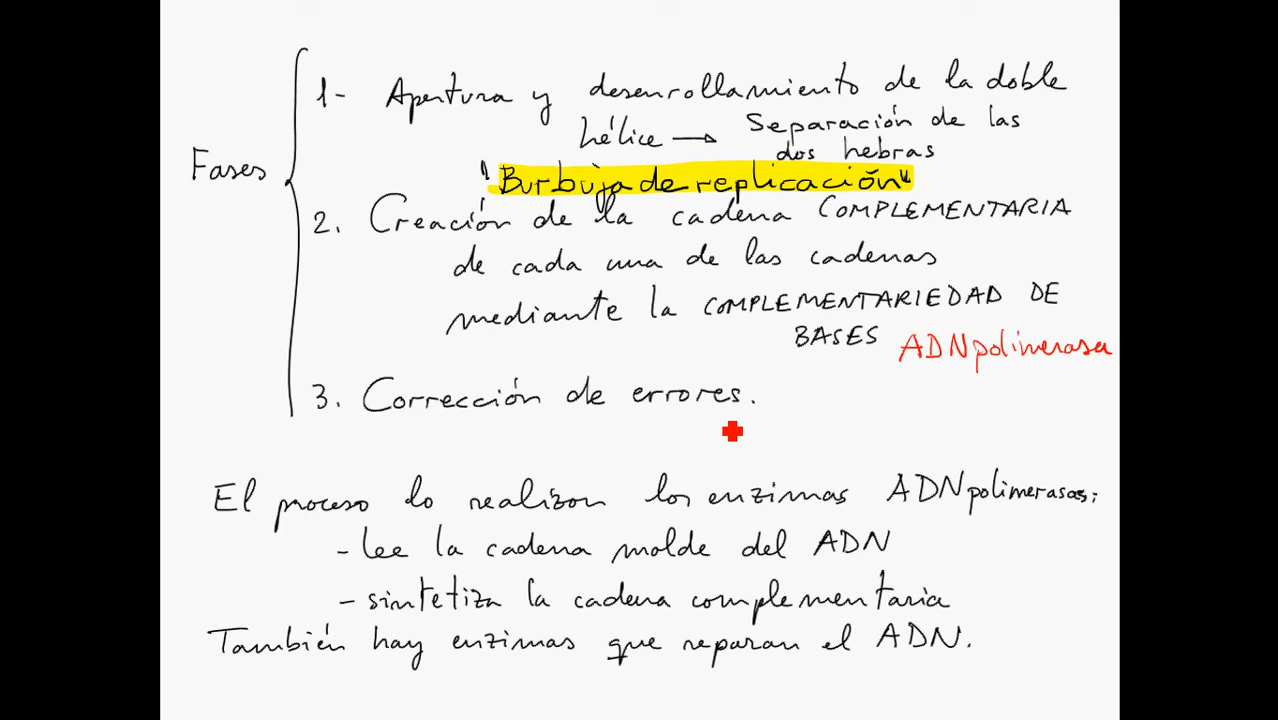 Fases
1- Apertura y desenrollamiento de la doble
hélice → Separación de las
dos hebras
"Burbuja de replicación"
2. Creación de la cadena COMPLEMENTARIA
de cada una de las cadenas
mediante la COMPLEMENTARIEDAD DE
BASES ADNpolimerasa
3. Corrección de errores.
El proceso lo realizan los enzimas ADNpolimerasas:
- lee la cadena molde del ADN
- sintetiza la cadena complementaria
También hay enzimas que reparan el ADN.